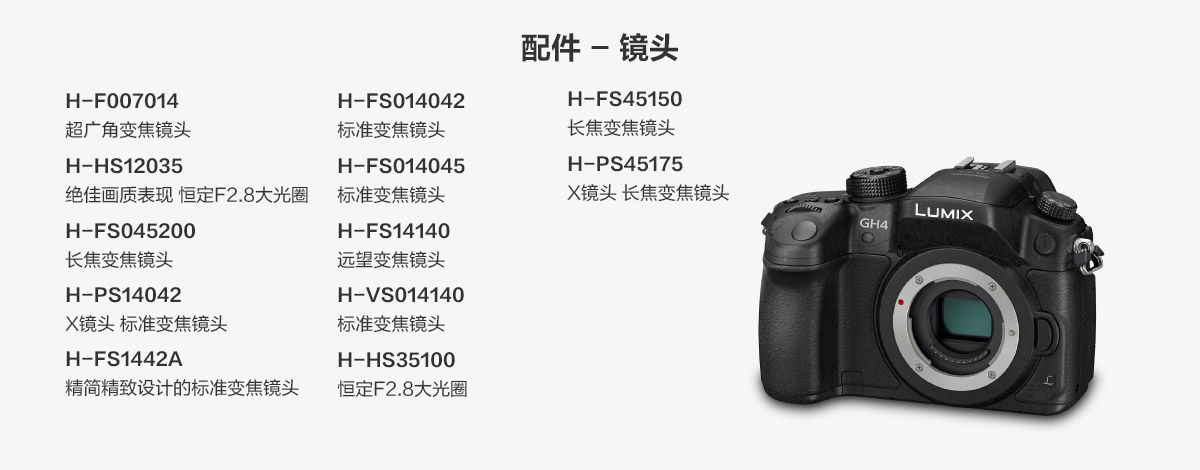 配件 - 镜头
H-F007014
超广角变焦镜头
H-HS12035
绝佳画质表现 恒定F2.8大光圈
H-FS045200
长焦变焦镜头
H-PS14042
X镜头 标准变焦镜头
H-FS1442A
精简精致设计的标准变焦镜头
H-FS014042
标准变焦镜头
H-FS014045
标准变焦镜头
H-FS14140
远望变焦镜头
H-VS014140
标准变焦镜头
H-HS35100
恒定F2.8大光圈
H-FS45150
长焦变焦镜头
H-PS45175
X镜头 长焦变焦镜头
LUMIX
GH4
L